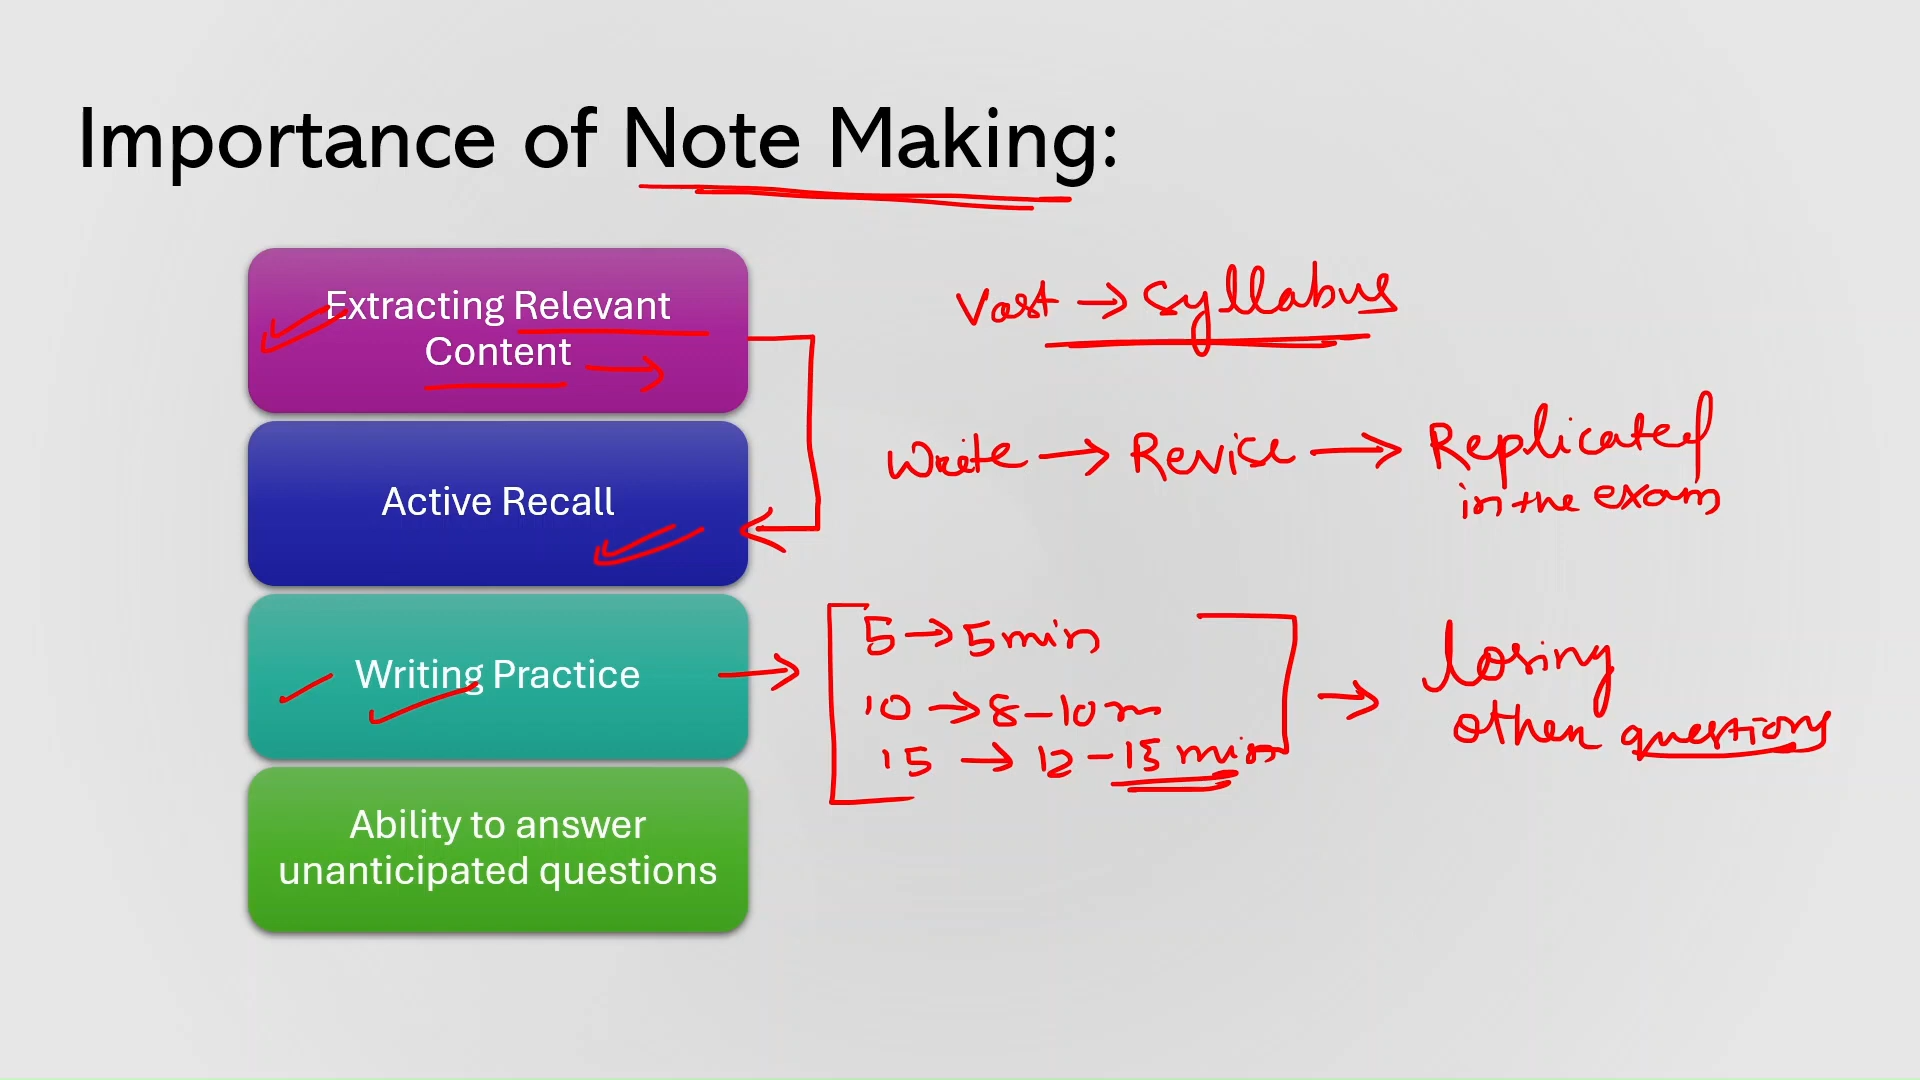 Importance of Note Making:
Extracting Relevant
Content
Vast → Syllabus
Active Recall
Write → Revise → Replicated
in the exam
Writing Practice
5 → 5 min
10 → 8-10 m
15 → 12-15 min
losing
other questions
Ability to answer
unanticipated questions